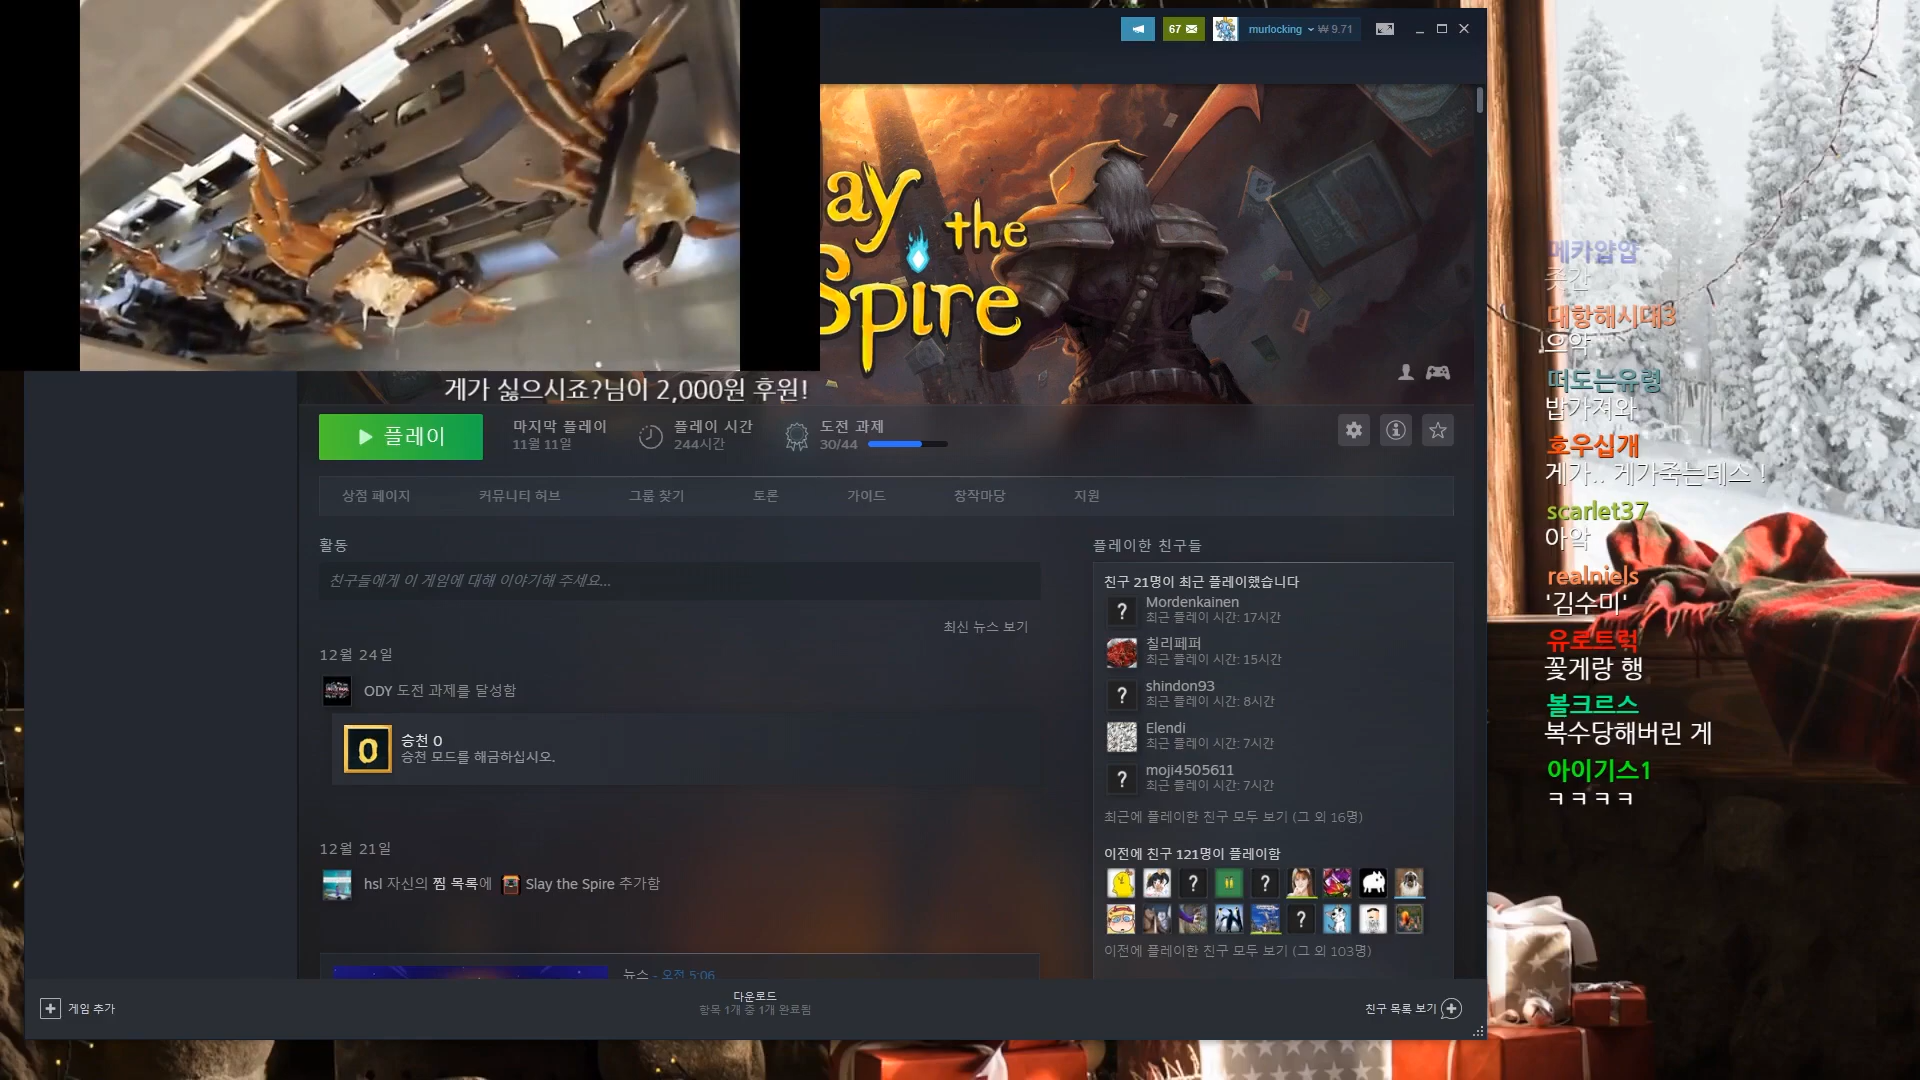 67
murlocking
₩ 9.71
lay
the
Spire
게가 싫으시죠?님이 2,000원 후원!
플레이
마지막 플레이
11월 11일
플레이 시간
244시간
도전 과제
30/44
상점 페이지
커뮤니티 허브
그룹 찾기
토론
가이드
창작마당
지원
활동
친구들에게 이 게임에 대해 이야기해 주세요...
최신 뉴스 보기
12월 24일
ODY 도전 과제를 달성함
0
승천 0
승천 모드를 해금하십시오.
12월 21일
hsl 자신의 찜 목록에 Slay the Spire 추가함
뉴스 - 오전 5:06
플레이한 친구들
친구 21명이 최근 플레이했습니다
Mordenkainen
최근 플레이 시간: 17시간
칠리페퍼
최근 플레이 시간: 15시간
shindon93
최근 플레이 시간: 8시간
Elendi
최근 플레이 시간: 7시간
moji4505611
최근 플레이 시간: 7시간
최근에 플레이한 친구 모두 보기 (그 외 16명)
이전에 친구 121명이 플레이함
이전에 플레이한 친구 모두 보기 (그 외 103명)
게임 추가
다운로드
항목 1개 중 1개 완료됨
친구 목록 보기
메카얍얍
좃간
대항해시대3
으악
떠도는유령
밥가져와
호우십개
게가.. 게가죽는데스 !
scarlet37
아악
realniels
'김수미'
유로트럭
꽃게랑 행
볼크르스
복수당해버린 게
아이기스1
ㅋㅋㅋㅋ